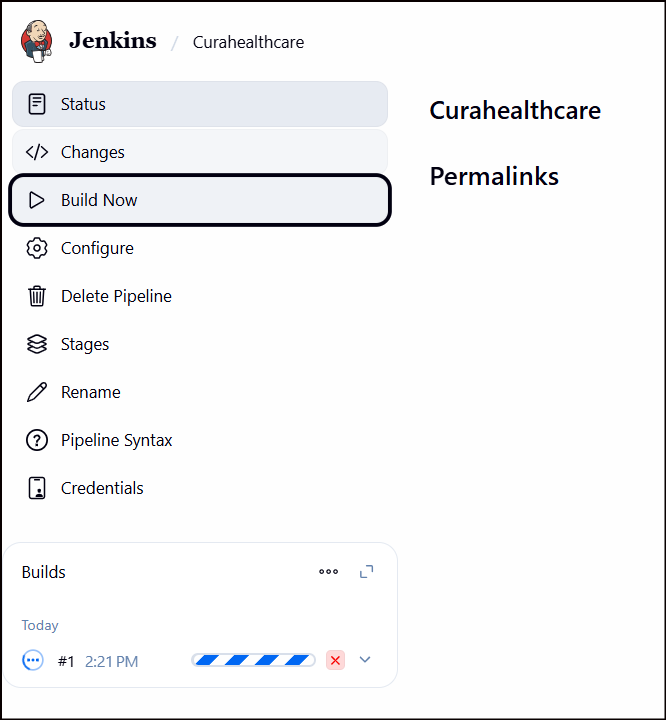 Jenkins / Curahealthcare
Status
Changes
Build Now
Configure
Delete Pipeline
Stages
Rename
Pipeline Syntax
Credentials
Curahealthcare
Permalinks
Builds
Today
#1 2:21 PM